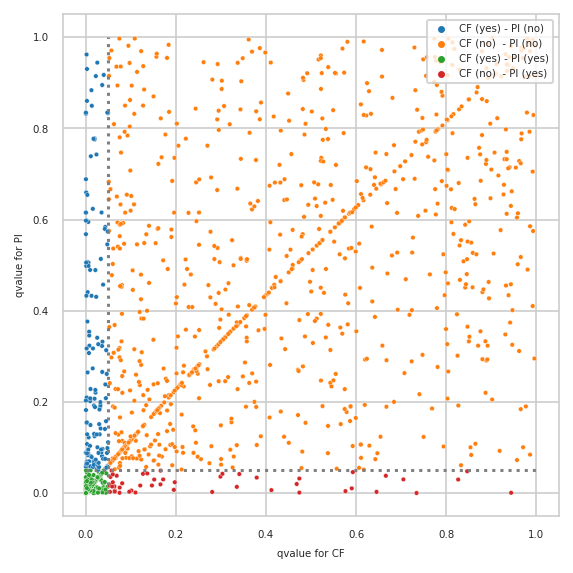 CF (yes) - PI (no)
CF (no)  - PI (no)
CF (yes) - PI (yes)
CF (no)  - PI (yes)
1.0
0.8
0.6
0.4
0.2
0.0
qvalue for PI
0.0 0.2 0.4 0.6 0.8 1.0
qvalue for CF